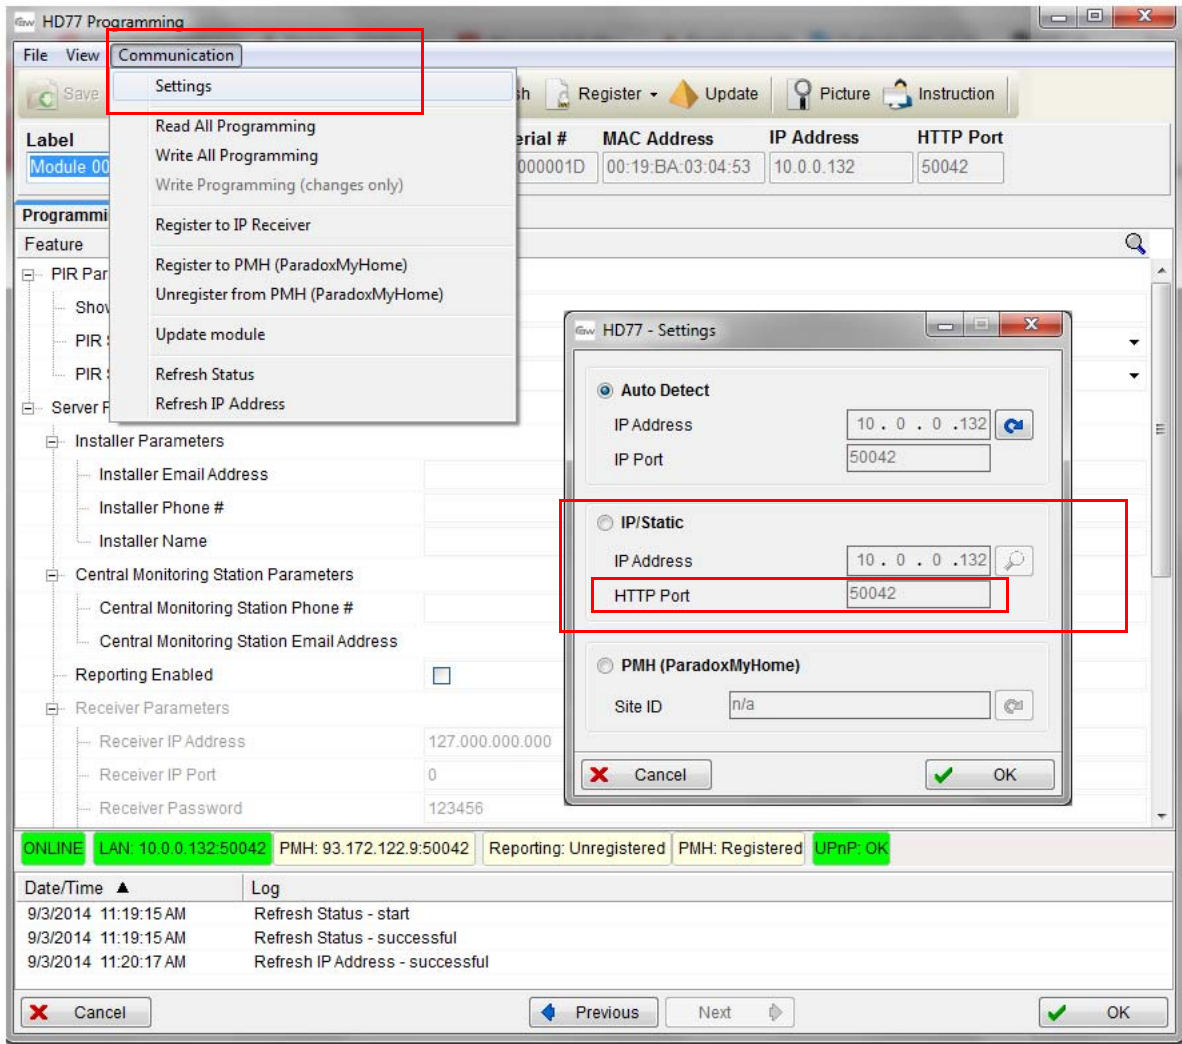 HD77 Programming
File View Communication
Save Register Update Picture Instruction
Settings
Read All Programming
Write All Programming
Write Programming (changes only)
Register to IP Receiver
Register to PMH (ParadoxMyHome)
Unregister from PMH (ParadoxMyHome)
Update module
Refresh Status
Refresh IP Address
Label MAC Address IP Address HTTP Port
Module 00 000001D 00:19:BA:03:04:53 10.0.0.132 50042
Feature
PIR
PIR
Server
Installer Parameters
Installer Email Address
Installer Phone #
Installer Name
Central Monitoring Station Parameters
Central Monitoring Station Phone #
Central Monitoring Station Email Address
Reporting Enabled
Receiver Parameters
Receiver IP Address 127.000.000.000
Receiver IP Port 0
Receiver Password 123456
HD77 - Settings
Auto Detect
IP Address 10 . 0 . 0 .132
IP Port 50042
IP/Static
IP Address 10 . 0 . 0 .132
HTTP Port 50042
PMH (ParadoxMyHome)
Site ID n/a
Cancel OK
ONLINE LAN: 10.0.0.132:50042 PMH: 93.172.122.9:50042 Reporting: Unregistered PMH: Registered UPnP: OK
Date/Time ▲ Log
9/3/2014 11:19:15 AM Refresh Status - start
9/3/2014 11:19:15 AM Refresh Status - successful
9/3/2014 11:20:17 AM Refresh IP Address - successful
Cancel Previous Next OK